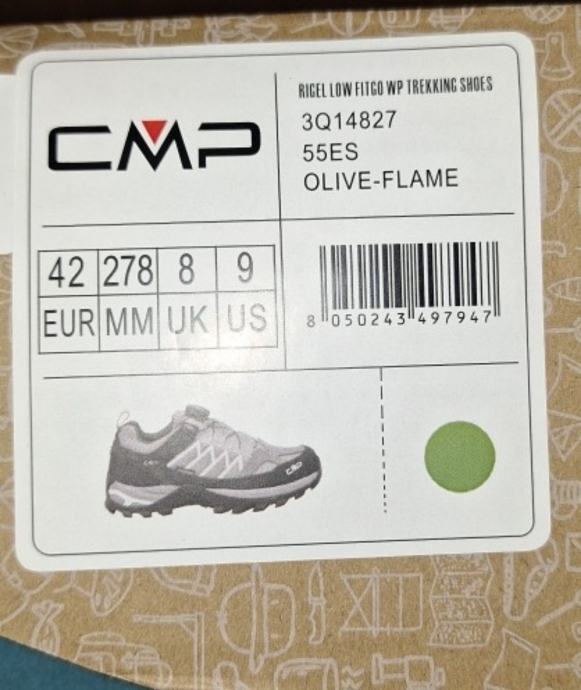 CMP
RIGEL LOW FITGO WP TREKKING SHOES
3Q14827
55ES
OLIVE-FLAME
42 278 8 9
EUR MM UK US
8 050243 497947
CMP